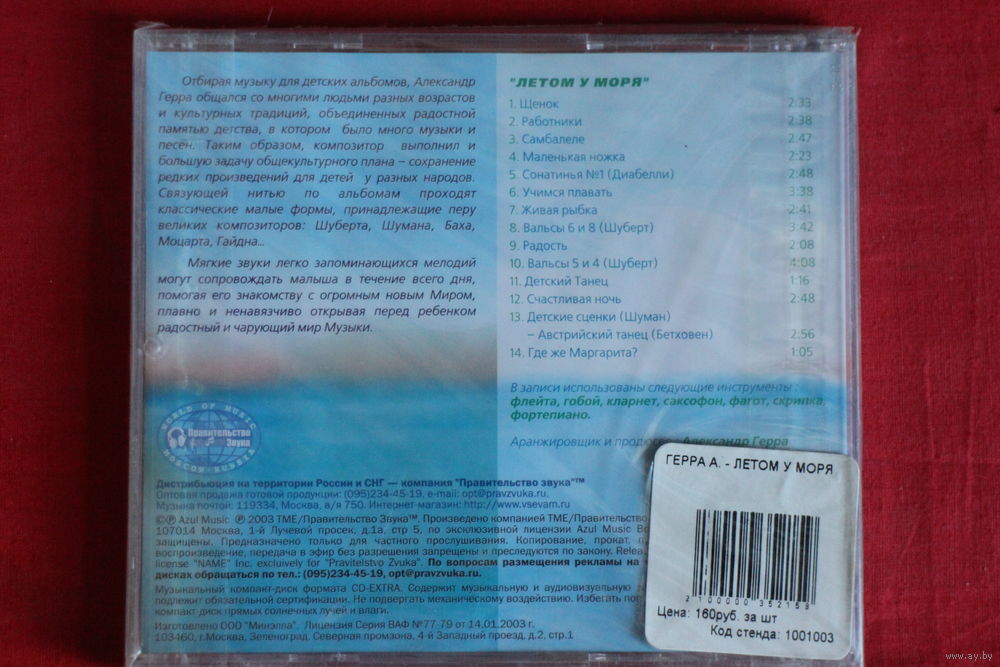 Отбирая музыку для детских альбомов, Александр
Герра общался со многими людьми разных возрастов
и культурных традиций, объединенных радостной
памятью детства, в котором было много музыки и
песен. Таким образом, композитор выполнил и
большую задачу общекультурного плана – сохранение
редких произведений для детей у разных народов.
Связующей нитью по альбомам проходят
классические малые формы, принадлежащие перу
великих композиторов: Шуберта, Шумана, Баха,
Моцарта, Гайдна...
Мягкие звуки легко запоминающихся мелодий
могут сопровождать малыша в течение всего дня,
помогая его знакомству с огромным новым Миром,
плавно и ненавязчиво открывая перед ребенком
радостный и чарующий мир Музыки.
"ЛЕТОМ У МОРЯ"
1. Щенок 2:33
2. Работники 2:38
3. Самбалеле 2:47
4. Маленькая ножка 2:23
5. Сонатинья №1 (Диабелли) 2:48
6. Учимся плавать 3:38
7. Живая рыбка 2:41
8. Вальсы 6 и 8 (Шуберт) 3:42
9. Радость 2:08
10. Вальсы 5 и 4 (Шуберт) 4:08
11. Детский Танец 1:16
12. Счастливая ночь 2:48
13. Детские сценки (Шуман)
– Австрийский танец (Бетховен) 2:56
14. Где же Маргарита? 1:05
В записи использованы следующие инструменты :
флейта, гобой, кларнет, саксофон, фагот, скрипка,
фортепиано.
Аранжировщик и Александр Герра
WORLD OF MUSIC
Правительство
Звука
MOSCOW RUSSIA
Дистрибьюция на территории России и СНГ — компания "Правительство звука"™
Оптовая продажа готовой продукции: (095)234-45-19, e-mail: opt@pravzvuka.ru.
Музыка почтой: 119334, Москва, а/я 750. Интернет-магазин: http://www.vsevam.ru
©℗ Azul Music ℗ 2003 ТМЕ/Правительство Звука™. Произведено компанией ТМЕ/Правительство
107014 Москва, 1-й Лучевой просек, д.1а, стр 5, по эксклюзивной лицензии Azul Music
защищены. Предназначено только для частного прослушивания. Копирование, прокат,
воспроизведение, передача в эфир без разрешения запрещены и преследуются по закону.
license "NAME" Inc. excluively for "Pravitelstvo Zvuka". По вопросам размещения рекламы на
дисках обращаться по тел.: (095)234-45-19, opt@pravzvuka.ru.
Музыкальный компакт-диск формата CD-EXTRA. Содержит музыкальную и аудиовизуальную
подлежит обязательной сертификации. Не подвергать механическому воздействию. Избегать
компакт диск прямых солнечных лучей и влаги.
Изготовлено ООО "Минэлла". Лицензия Серия ВАФ №77-79 от 14.01.2003 г.
103460, г.Москва, Зеленоград, Северная промзона, 4-й Западный проезд, д.2, стр.1
ГЕРРА А. - ЛЕТОМ У МОРЯ
2 100000 352159
Цена: 160руб. за шт
Код стенда: 1001003
www.ay.by